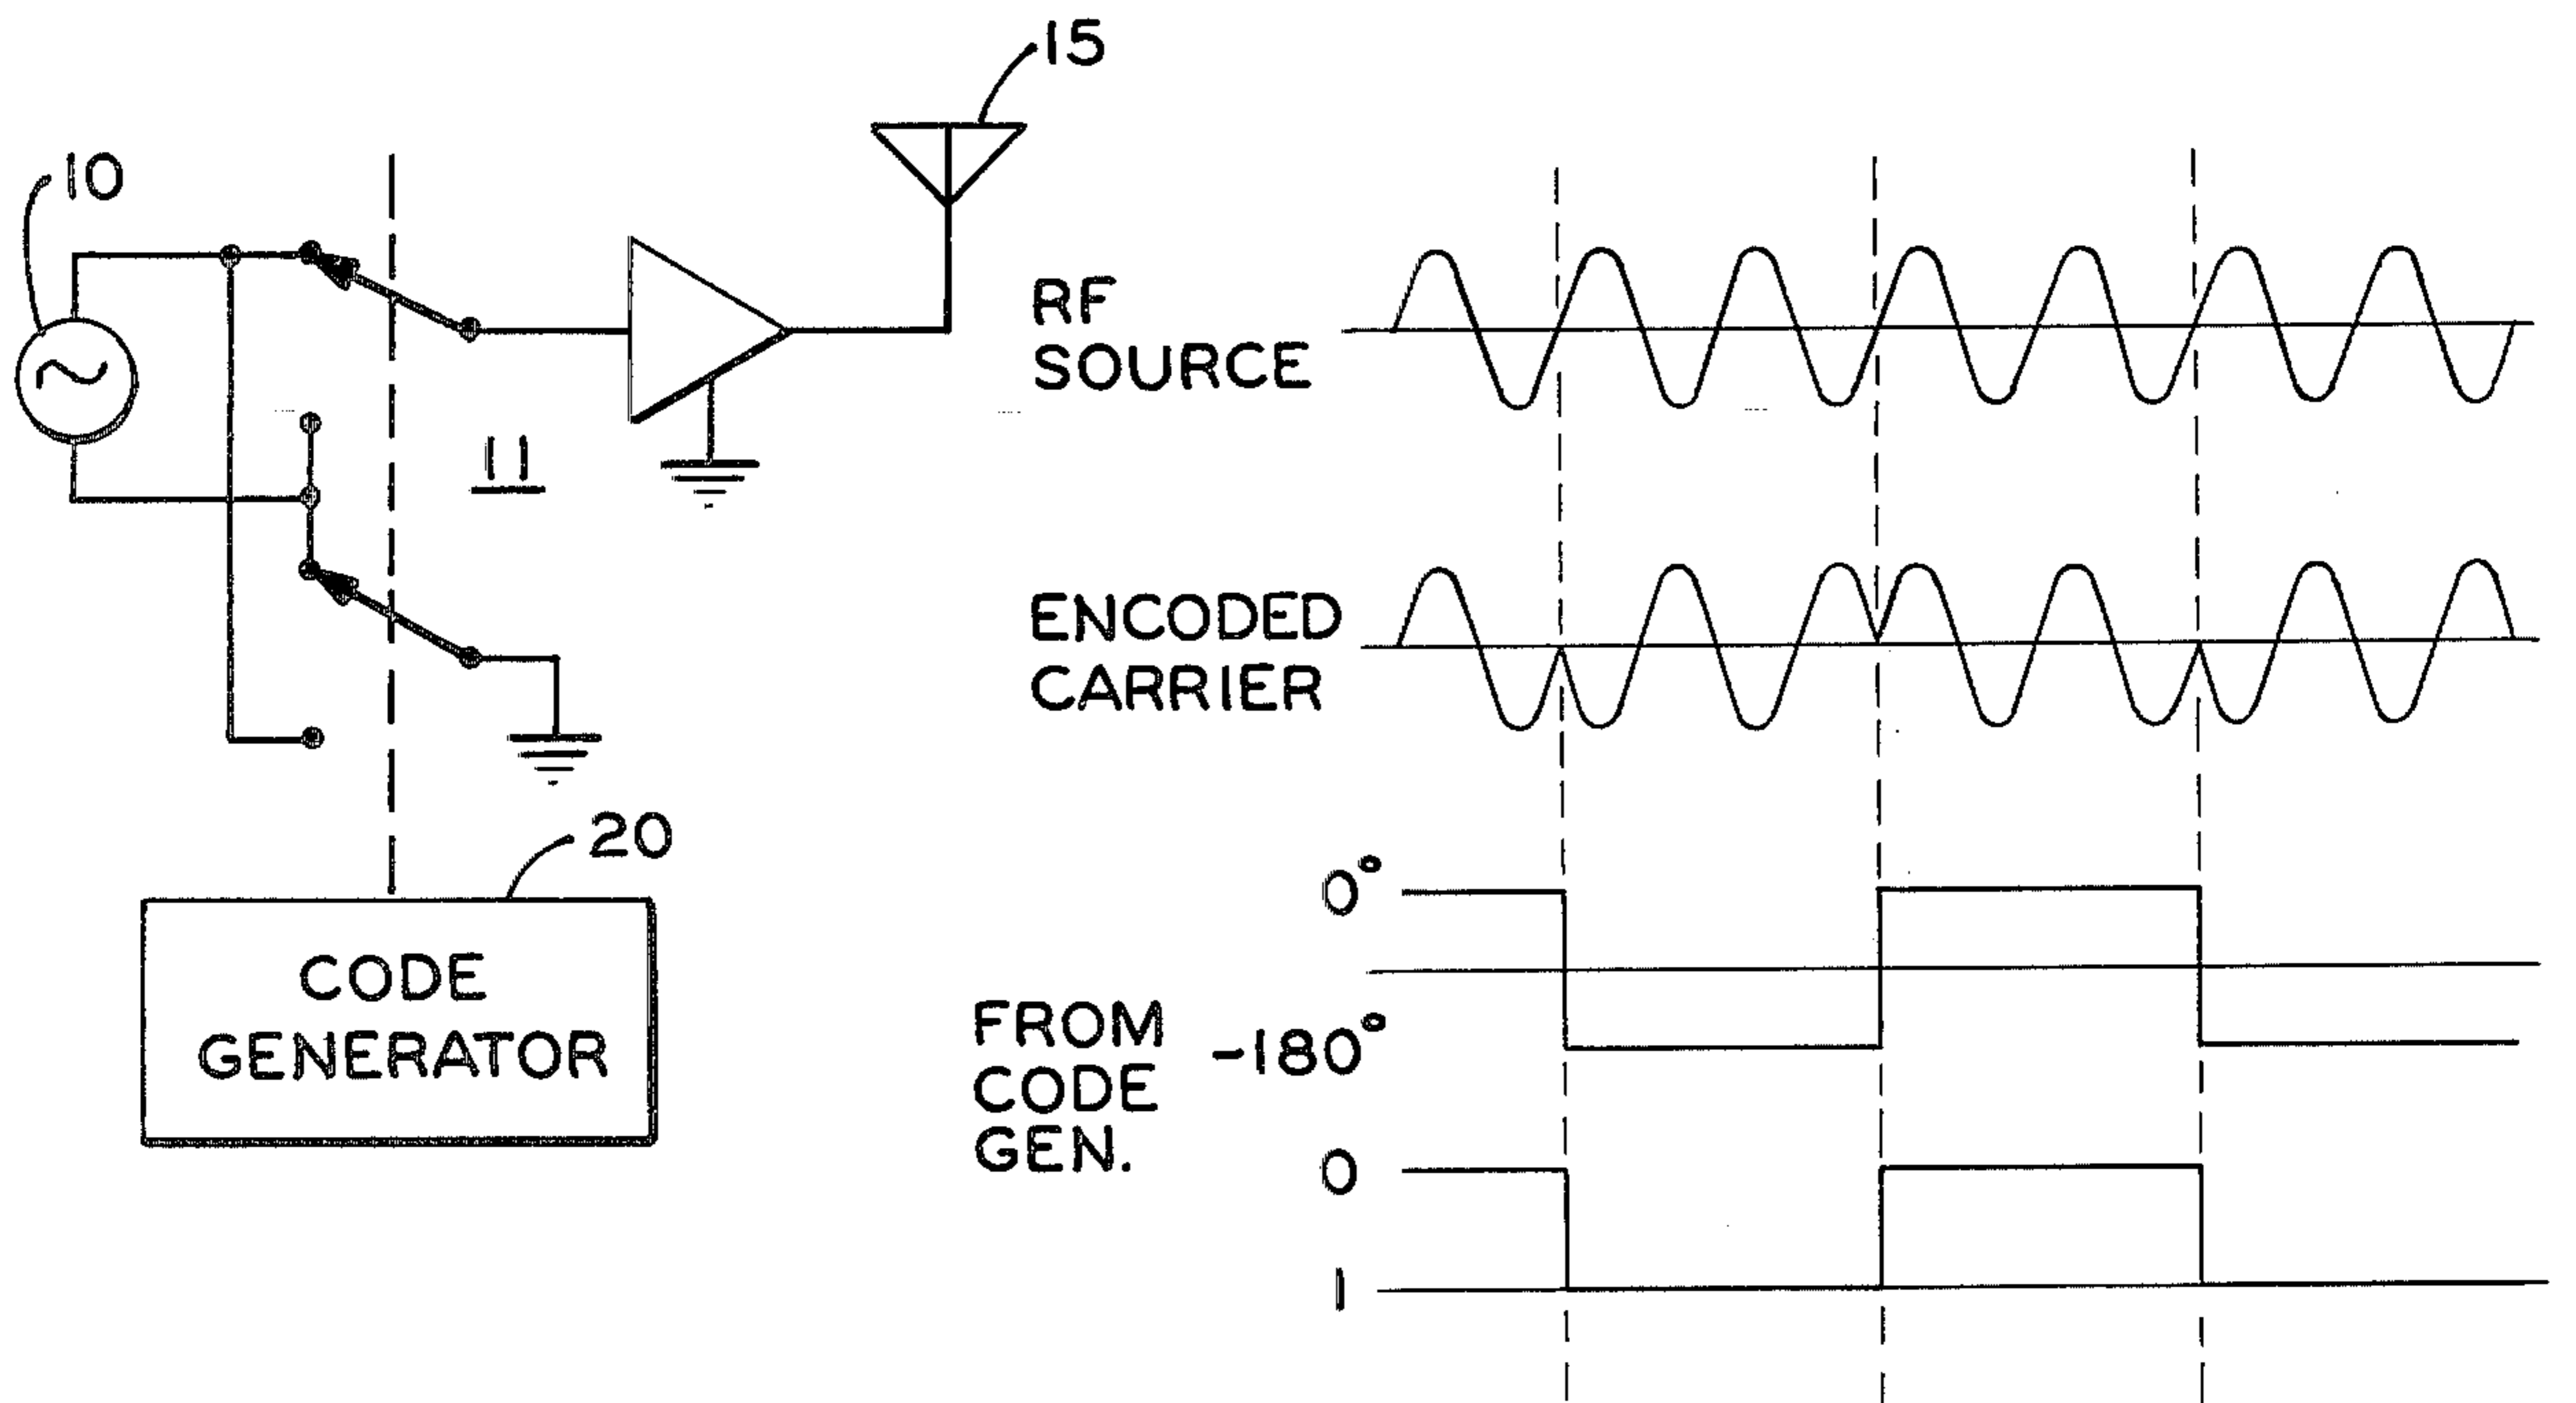 15
10
11
20
CODE
GENERATOR
RF
SOURCE
ENCODED
CARRIER
0°
-180°
FROM
CODE
GEN.
0
1